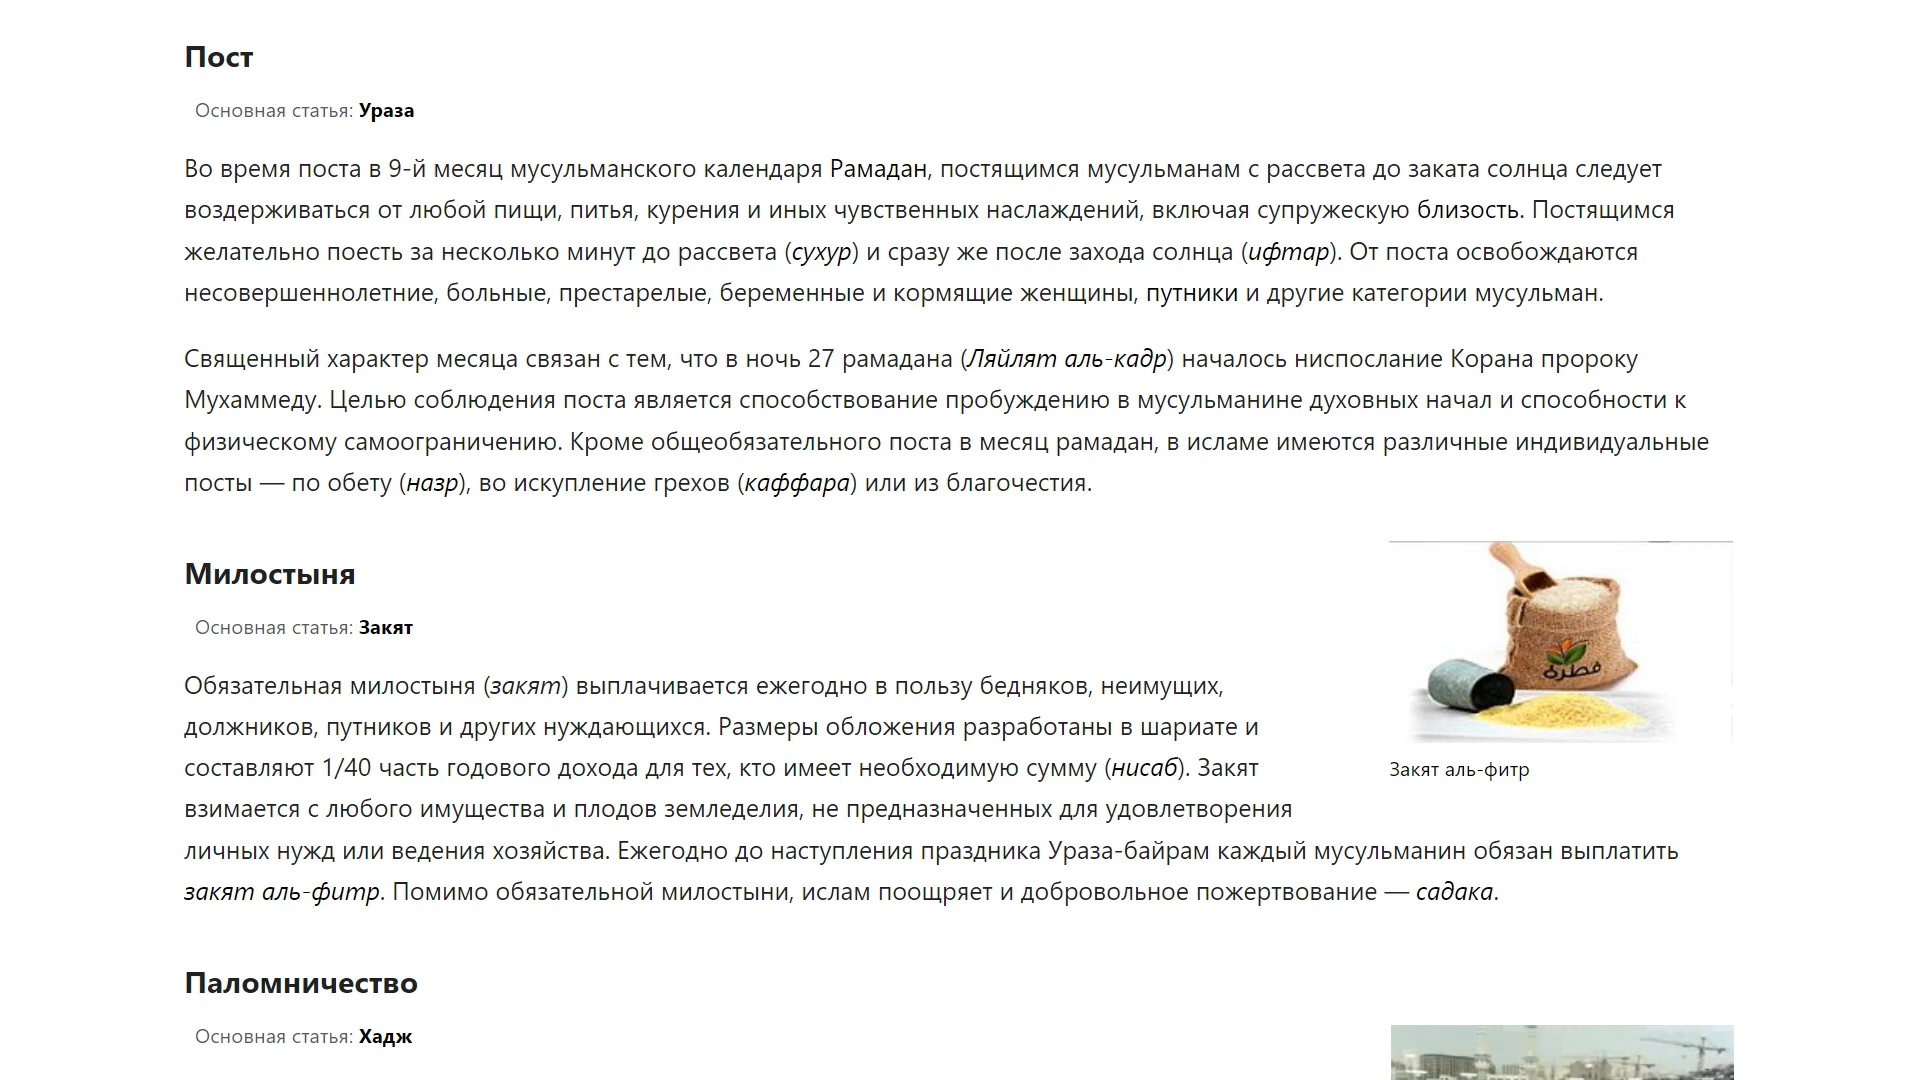 Пост
Основная статья: Ураза
Во время поста в 9-й месяц мусульманского календаря Рамадан, постящимся мусульманам с рассвета до заката солнца следует
воздерживаться от любой пищи, питья, курения и иных чувственных наслаждений, включая супружескую близость. Постящимся
желательно поесть за несколько минут до рассвета (сухур) и сразу же после захода солнца (ифтар). От поста освобождаются
несовершеннолетние, больные, престарелые, беременные и кормящие женщины, путники и другие категории мусульман.
Священный характер месяца связан с тем, что в ночь 27 рамадана (Ляйлят аль-кадр) началось ниспослание Корана пророку
Мухаммеду. Целью соблюдения поста является способствование пробуждению в мусульманине духовных начал и способности к
физическому самоограничению. Кроме общеобязательного поста в месяц рамадан, в исламе имеются различные индивидуальные
посты — по обету (назр), во искупление грехов (каффара) или из благочестия.
Милостыня
Основная статья: Закят
Обязательная милостыня (закят) выплачивается ежегодно в пользу бедняков, неимущих,
должников, путников и других нуждающихся. Размеры обложения разработаны в шариате и
составляют 1/40 часть годового дохода для тех, кто имеет необходимую сумму (нисаб). Закят
взимается с любого имущества и плодов земледелия, не предназначенных для удовлетворения
личных нужд или ведения хозяйства. Ежегодно до наступления праздника Ураза-байрам каждый мусульманин обязан выплатить
закят аль-фитр. Помимо обязательной милостыни, ислам поощряет и добровольное пожертвование — садака.
فطرة
Закят аль-фитр
Паломничество
Основная статья: Хадж